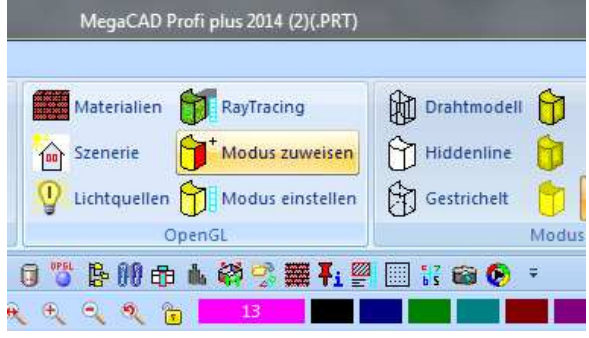 MegaCAD Profi plus 2014 (2)(.PRT)
Materialien RayTracing Drahtmodell
Szenerie Modus zuweisen Hiddenline
Lichtquellen Modus einstellen Gestrichelt
OpenGL Modus
OPGL
13